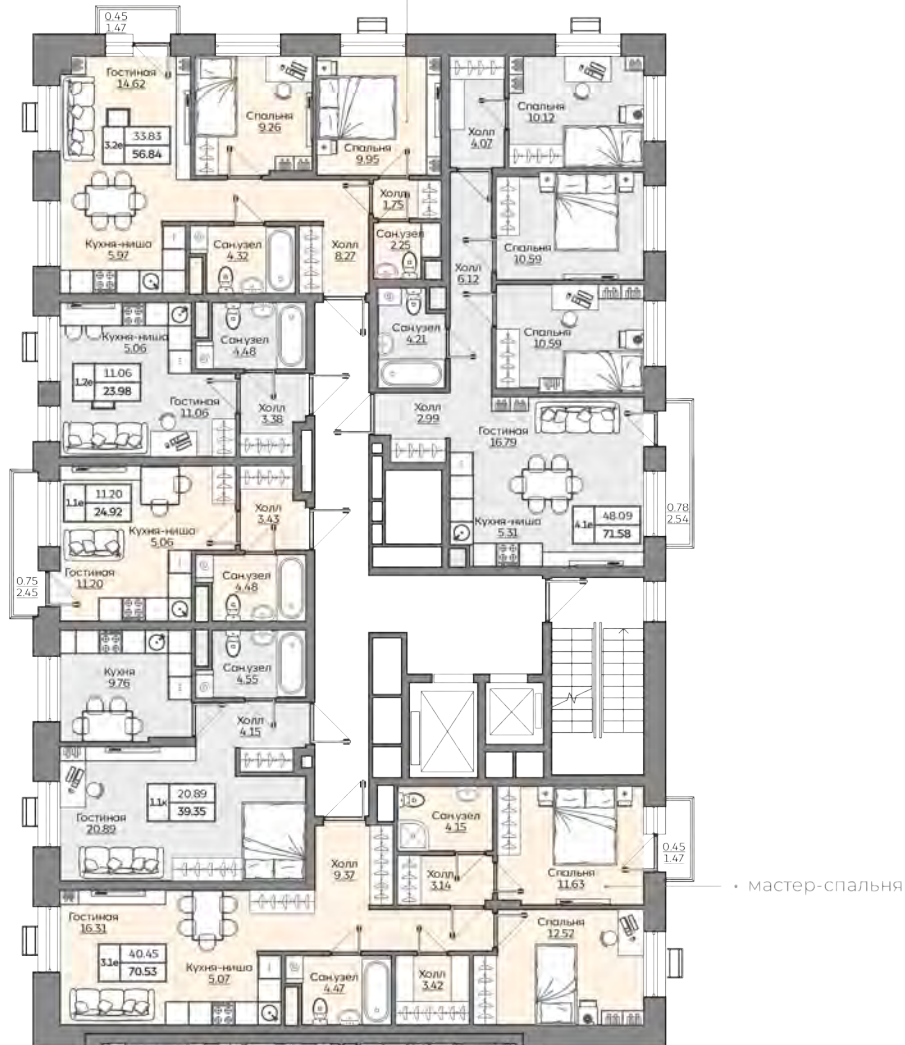 0.45
1.47
Гостиная
14.62
3.2е
33.83
56.84
Кухня-ниша
5.97
Спальня
9.26
Спальня
9.95
Холл
1.75
Сан.узел
4.32
Холл
8.27
Сан.узел
2.25
Холл
4.07
Спальня
10.12
Спальня
10.59
Холл
6.12
Спальня
10.59
Сан.узел
4.21
Холл
2.99
Гостиная
16.79
Кухня-ниша
5.31
4.1е
48.09
71.58
0.78
2.54
Кухня-ниша
5.06
1.2е
11.06
23.98
Гостиная
11.06
Сан.узел
4.48
Холл
3.38
1.1е
11.20
24.92
Кухня-ниша
5.06
Гостиная
11.20
Холл
3.43
Сан.узел
4.48
0.75
2.45
Кухня
9.76
Сан.узел
4.55
Холл
4.15
1.1к
20.89
39.35
Гостиная
20.89
Холл
9.37
Сан.узел
4.15
Холл
3.14
Спальня
11.63
0.45
1.47
• мастер-спальня
Гостиная
16.31
3.1е
40.45
70.53
Кухня-ниша
5.07
Сан.узел
4.47
Холл
3.42
Спальня
12.52